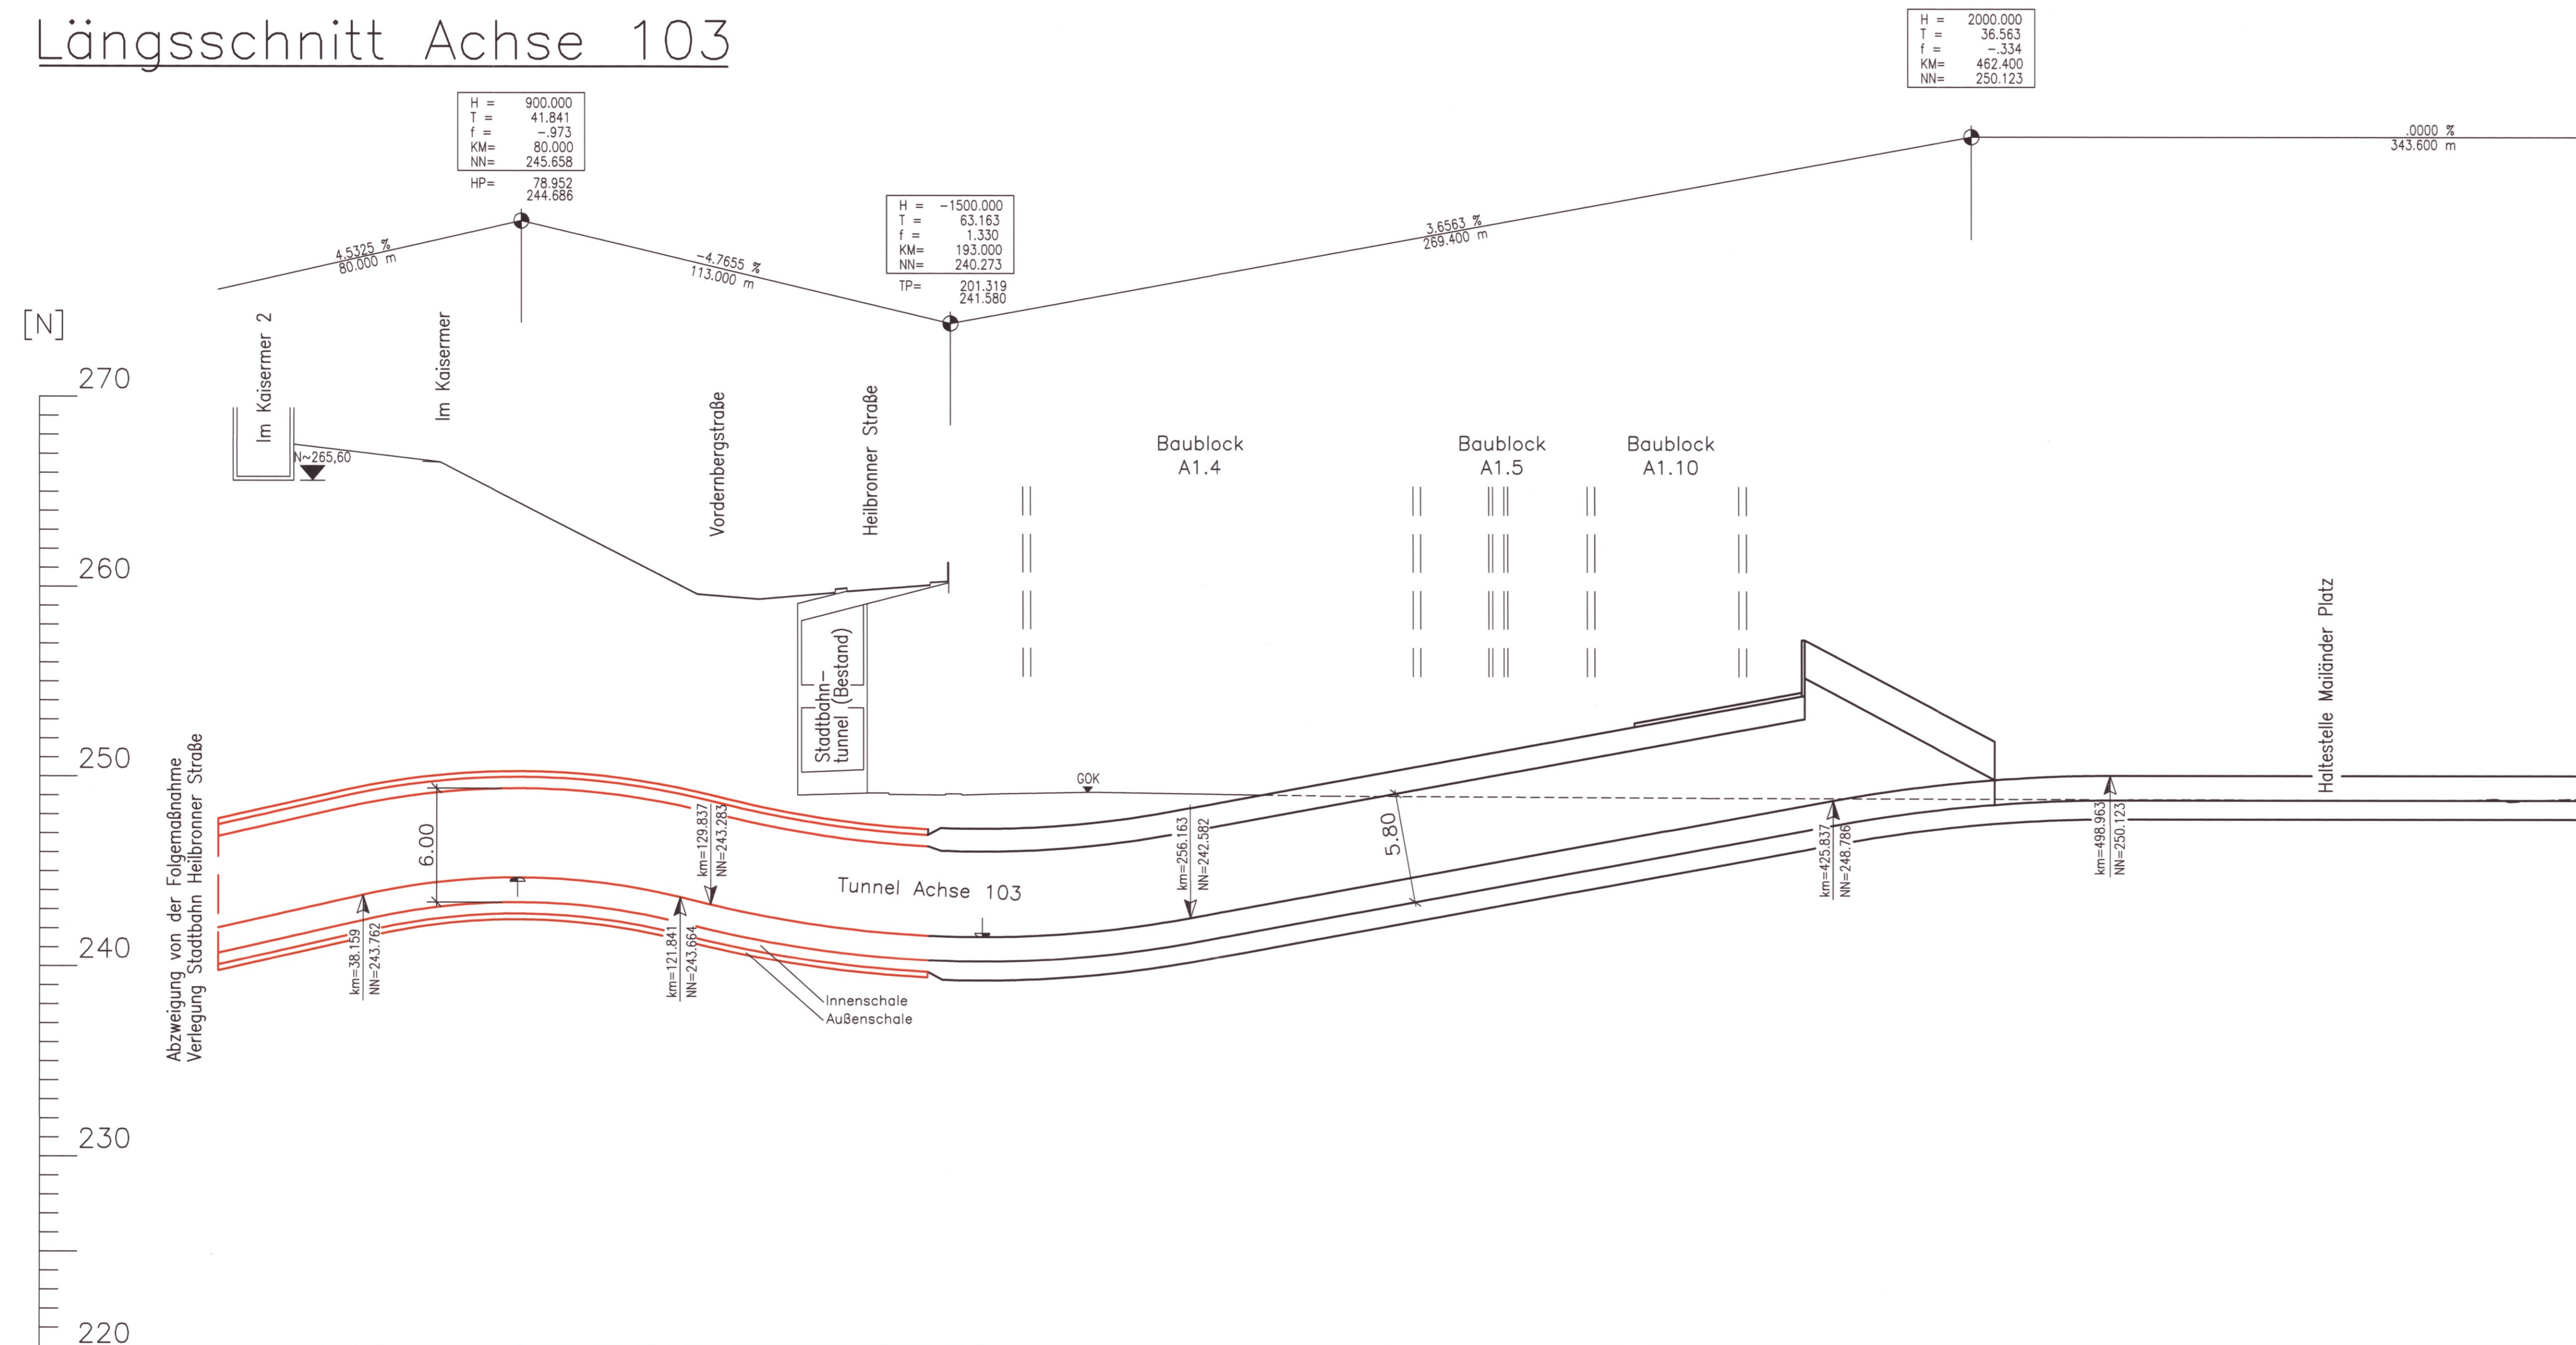 Längsschnitt Achse 103
H = 2000.000
T = 36.563
f = -.334
KM= 462.400
NN= 250.123
H = 900.000
T = 41.841
f = -.973
KM= 80.000
NN= 245.658
HP= 78.952
244.686
H = -1500.000
T = 63.163
f = 1.330
KM= 193.000
NN= 240.273
TP= 201.319
241.580
4.5325 %
80.000 m
-4.7655 %
113.000 m
3.6563 %
269.400 m
.0000 %
343.600 m
[N]
270
260
250
240
230
220
Im Kaisermer 2
Im Kaisermer
N~265,60
Vordernbergstraße
Heilbronner Straße
Baublock
A1.4
Baublock
A1.5
Baublock
A1.10
Stadtbahn-
tunnel (Bestand)
GOK
Haltestelle Mailänder Platz
Abzweigung von der Folgemaßnahme
Verlegung Stadtbahn Heilbronner Straße
6.00
km=38.159
NN=243.762
km=121.841
NN=243.664
km=129.837
NN=243.283
Tunnel Achse 103
Innenschale
Außenschale
km=256.163
NN=242.582
5.80
km=425.837
NN=248.786
km=498.963
NN=250.123